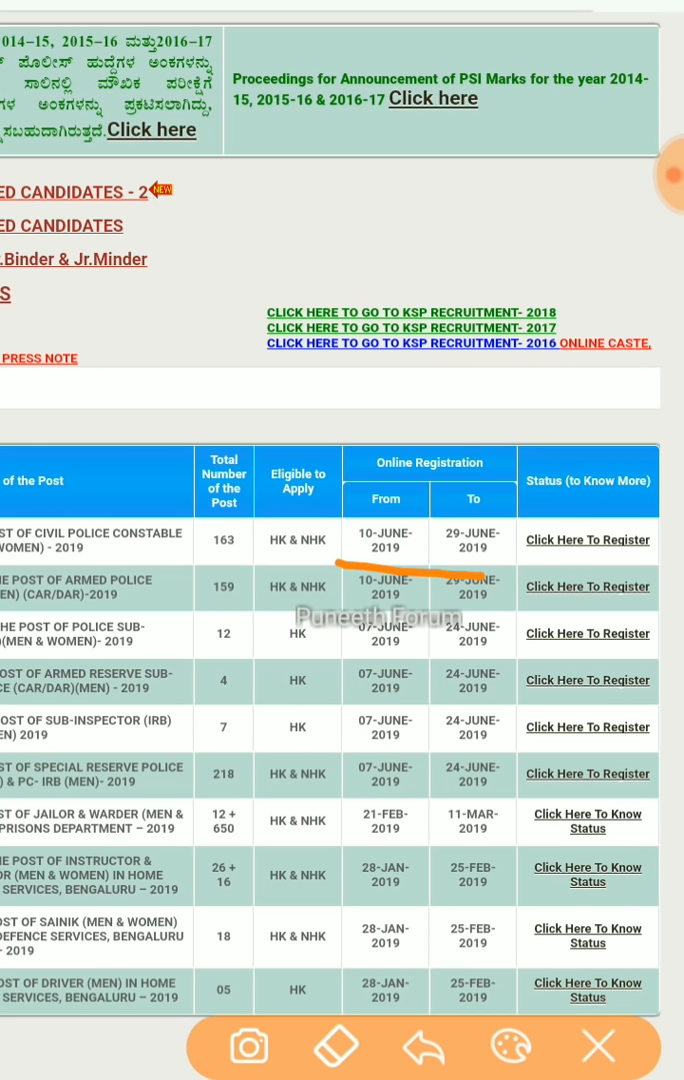 014–15, 2015–16 ಮತ್ತು2016–17
ಪೊಲೀಸ್ ಹುದ್ದೆಗಳ ಅಂಕಗಳನ್ನು
ಸಾಲಿನಲ್ಲಿ ಮೌಖಿಕ ಪರೀಕ್ಷೆಗೆ
ಗಳ ಅಂಕಗಳನ್ನು ಪ್ರಕಟಿಸಲಾಗಿದ್ದು,
ಸಬಹುದಾಗಿರುತ್ತದೆ.Click here
Proceedings for Announcement of PSI Marks for the year 2014-
15, 2015-16 & 2016-17 Click here
ED CANDIDATES - 2 NEW
ED CANDIDATES
.Binder & Jr.Minder
S
CLICK HERE TO GO TO KSP RECRUITMENT- 2018
CLICK HERE TO GO TO KSP RECRUITMENT- 2017
CLICK HERE TO GO TO KSP RECRUITMENT- 2016 ONLINE CASTE,
PRESS NOTE
of the Post
Total
Number
of the
Post
Eligible to
Apply
Online Registration
From
To
Status (to Know More)
ST OF CIVIL POLICE CONSTABLE
WOMEN) - 2019
163
HK & NHK
10-JUNE-
2019
29-JUNE-
2019
Click Here To Register
HE POST OF ARMED POLICE
EN) (CAR/DAR)-2019
159
HK & NHK
10-JUNE-
2019
29-JUNE-
2019
Click Here To Register
Puneeth Forum
HE POST OF POLICE SUB-
)(MEN & WOMEN)- 2019
12
HK
07-JUNE-
2019
24-JUNE-
2019
Click Here To Register
POST OF ARMED RESERVE SUB-
CE (CAR/DAR)(MEN) - 2019
4
HK
07-JUNE-
2019
24-JUNE-
2019
Click Here To Register
OST OF SUB-INSPECTOR (IRB)
EN) 2019
7
HK
07-JUNE-
2019
24-JUNE-
2019
Click Here To Register
ST OF SPECIAL RESERVE POLICE
) & PC- IRB (MEN)- 2019
218
HK & NHK
07-JUNE-
2019
24-JUNE-
2019
Click Here To Register
ST OF JAILOR & WARDER (MEN &
PRISONS DEPARTMENT – 2019
12 +
650
HK & NHK
21-FEB-
2019
11-MAR-
2019
Click Here To Know
Status
HE POST OF INSTRUCTOR &
OR (MEN & WOMEN) IN HOME
SERVICES, BENGALURU – 2019
26 +
16
HK & NHK
28-JAN-
2019
25-FEB-
2019
Click Here To Know
Status
OST OF SAINIK (MEN & WOMEN)
DEFENCE SERVICES, BENGALURU
- 2019
18
HK & NHK
28-JAN-
2019
25-FEB-
2019
Click Here To Know
Status
OST OF DRIVER (MEN) IN HOME
SERVICES, BENGALURU – 2019
05
HK
28-JAN-
2019
25-FEB-
2019
Click Here To Know
Status